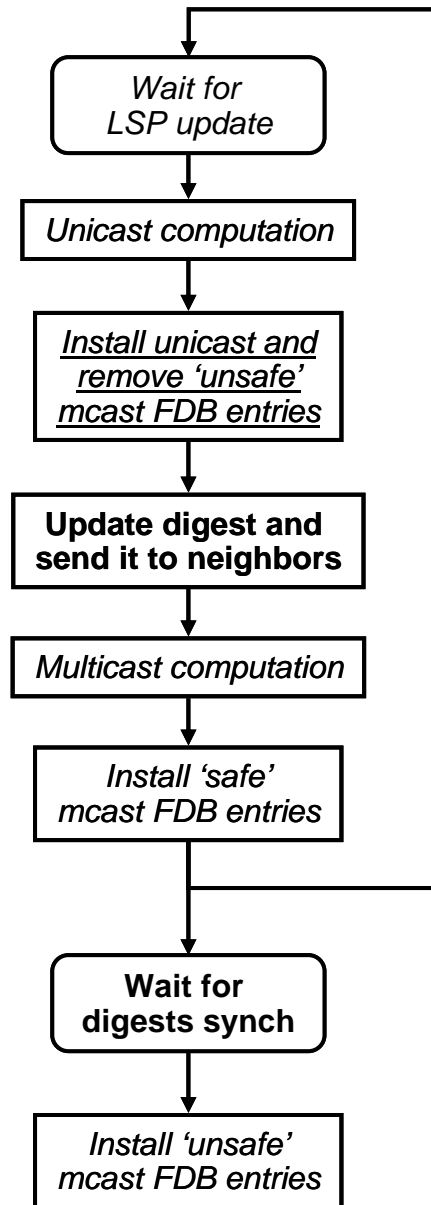 Wait for
LSP update
Unicast computation
Install unicast and
remove ‘unsafe’
mcast FDB entries
Update digest and
send it to neighbors
Multicast computation
Install ‘safe’
mcast FDB entries
Wait for
digests synch
Install ‘unsafe’
mcast FDB entries